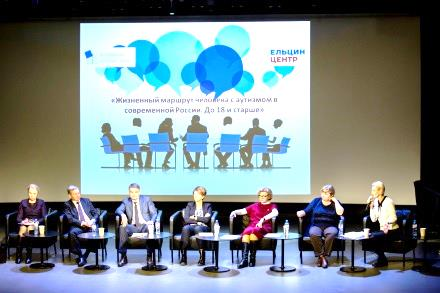 ЕЛЬЦИН
ЦЕНТР
«Жизненный маршрут человека с аутизмом в
современной России. До 18 и старше»